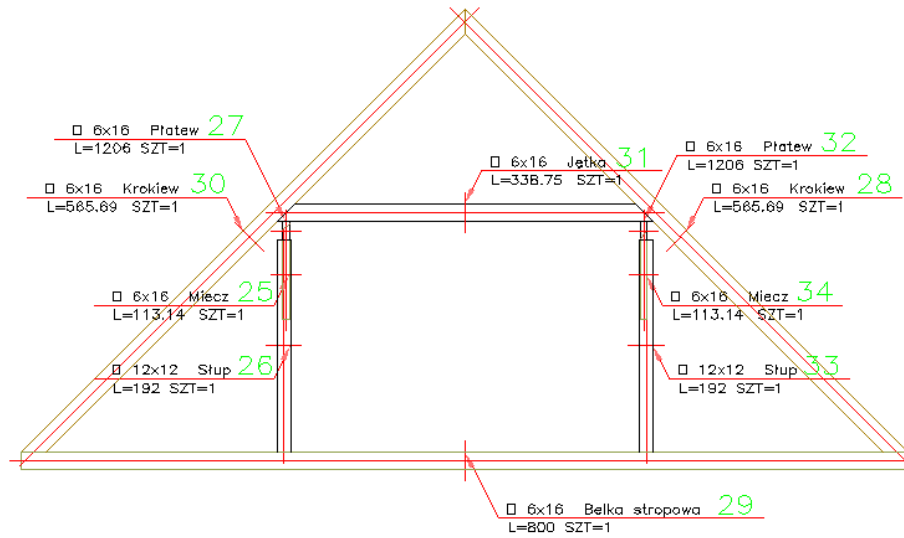 □ 6x16 Płatew 27
L=1206 SZT=1
□ 6x16 Płatew 32
L=1206 SZT=1
□ 6x16 Jętka 31
L=338.75 SZT=1
□ 6x16 Krokiew 30
L=565.69 SZT=1
□ 6x16 Krokiew 28
L=565.69 SZT=1
□ 6x16 Miecz 25
L=113.14 SZT=1
□ 6x16 Miecz 34
L=113.14 SZT=1
□ 12x12 Słup 26
L=192 SZT=1
□ 12x12 Słup 33
L=192 SZT=1
□ 6x16 Belka stropowa 29
L=800 SZT=1